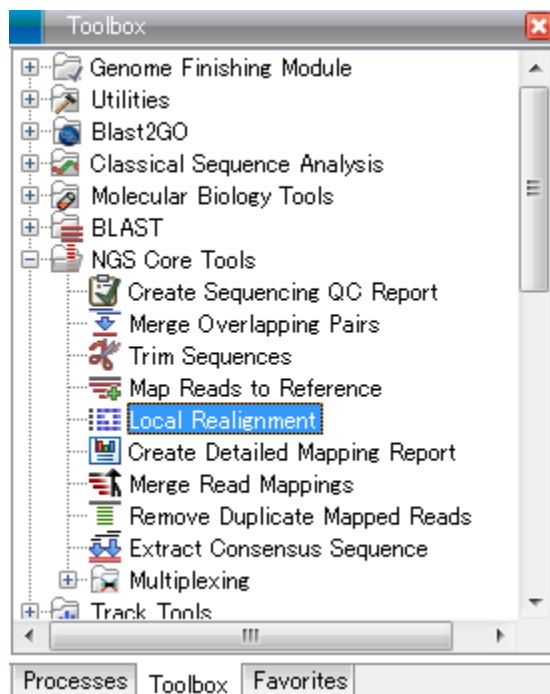 Toolbox
Genome Finishing Module
Utilities
Blast2GO
Classical Sequence Analysis
Molecular Biology Tools
BLAST
NGS Core Tools
Create Sequencing QC Report
Merge Overlapping Pairs
Trim Sequences
Map Reads to Reference
Local Realignment
Create Detailed Mapping Report
Merge Read Mappings
Remove Duplicate Mapped Reads
Extract Consensus Sequence
Multiplexing
Track Tools
Processes Toolbox Favorites